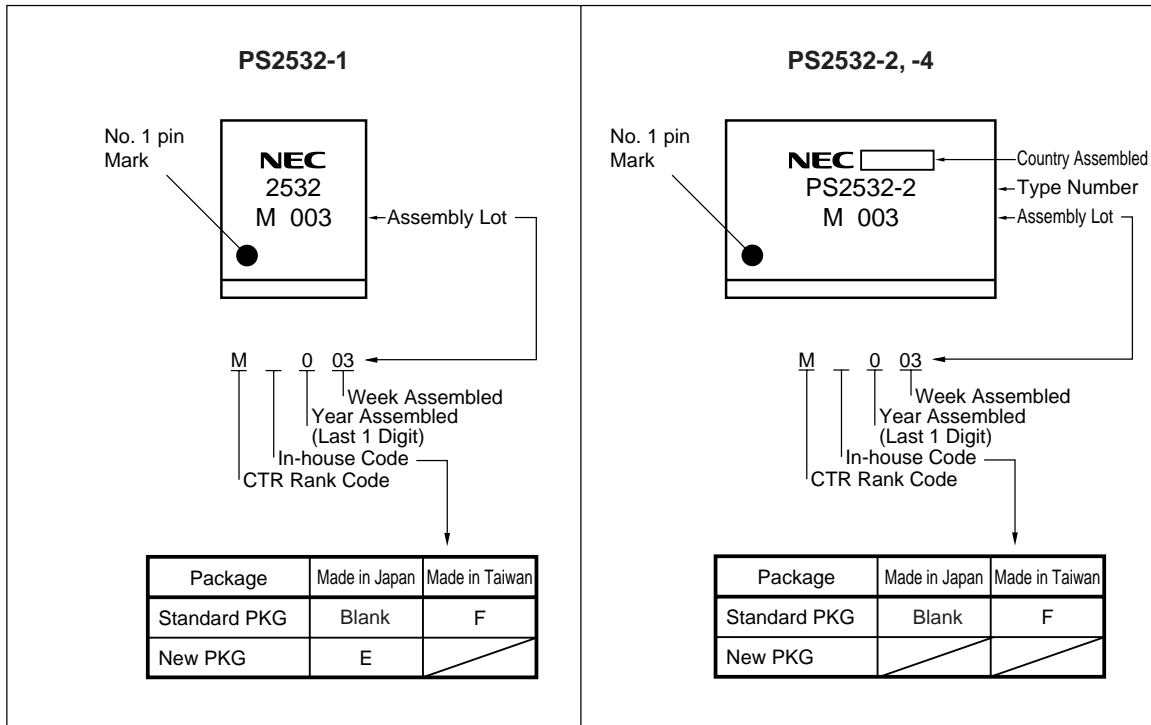 PS2532-1
No. 1 pin
Mark
NEC
2532
M 003
Assembly Lot
M 0 03
Week Assembled
Year Assembled
(Last 1 Digit)
In-house Code
CTR Rank Code
Package Made in Japan Made in Taiwan
Standard PKG Blank F
New PKG E
PS2532-2, -4
No. 1 pin
Mark
NEC
Country Assembled
PS2532-2
Type Number
M 003
Assembly Lot
M 0 03
Week Assembled
Year Assembled
(Last 1 Digit)
In-house Code
CTR Rank Code
Package Made in Japan Made in Taiwan
Standard PKG Blank F
New PKG